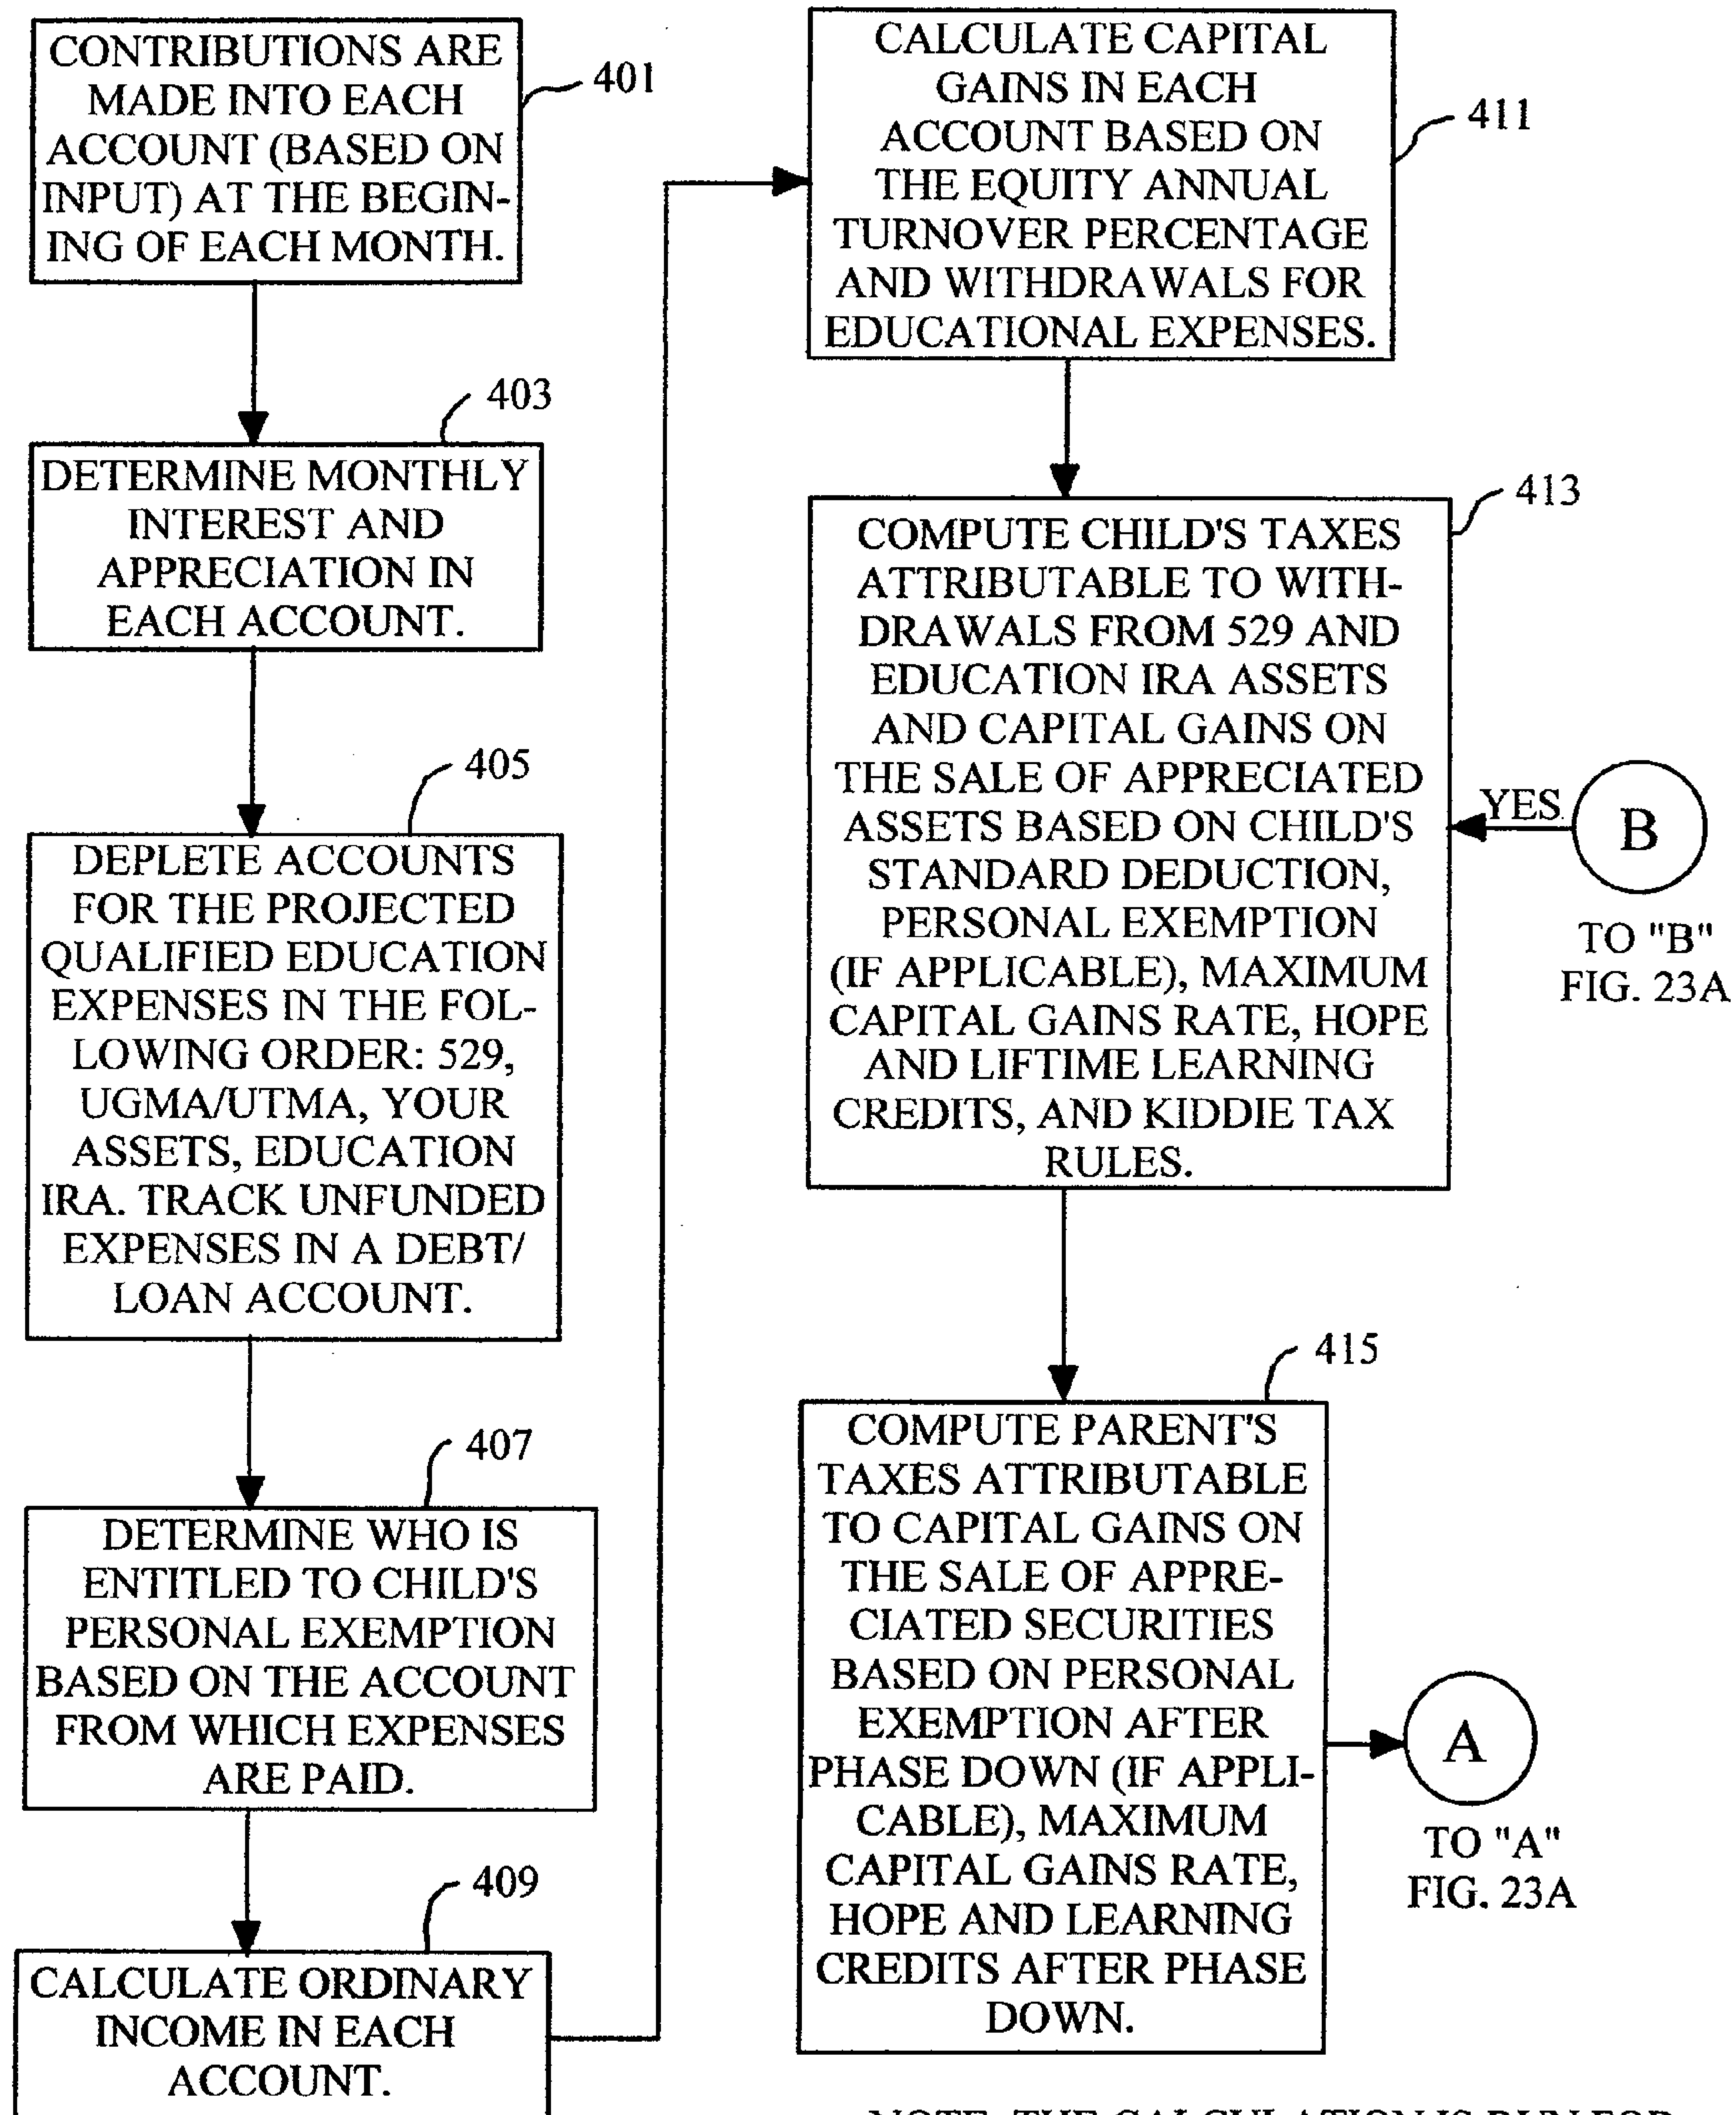 CONTRIBUTIONS ARE
MADE INTO EACH
ACCOUNT (BASED ON
INPUT) AT THE BEGIN-
ING OF EACH MONTH.
401
403
DETERMINE MONTHLY
INTEREST AND
APPRECIATION IN
EACH ACCOUNT.
405
DEPLETE ACCOUNTS
FOR THE PROJECTED
QUALIFIED EDUCATION
EXPENSES IN THE FOL-
LOWING ORDER: 529,
UGMA/UTMA, YOUR
ASSETS, EDUCATION
IRA. TRACK UNFUNDED
EXPENSES IN A DEBT/
LOAN ACCOUNT.
407
DETERMINE WHO IS
ENTITLED TO CHILD'S
PERSONAL EXEMPTION
BASED ON THE ACCOUNT
FROM WHICH EXPENSES
ARE PAID.
409
CALCULATE ORDINARY
INCOME IN EACH
ACCOUNT.
CALCULATE CAPITAL
GAINS IN EACH
ACCOUNT BASED ON
THE EQUITY ANNUAL
TURNOVER PERCENTAGE
AND WITHDRAWALS FOR
EDUCATIONAL EXPENSES.
411
413
COMPUTE CHILD'S TAXES
ATTRIBUTABLE TO WITH-
DRAWALS FROM 529 AND
EDUCATION IRA ASSETS
AND CAPITAL GAINS ON
THE SALE OF APPRECIATED
ASSETS BASED ON CHILD'S
STANDARD DEDUCTION,
PERSONAL EXEMPTION
(IF APPLICABLE), MAXIMUM
CAPITAL GAINS RATE, HOPE
AND LIFTIME LEARNING
CREDITS, AND KIDDIE TAX
RULES.
YES
B
TO "B"
FIG. 23A
415
COMPUTE PARENT'S
TAXES ATTRIBUTABLE
TO CAPITAL GAINS ON
THE SALE OF APPRE-
CIATED SECURITIES
BASED ON PERSONAL
EXEMPTION AFTER
PHASE DOWN (IF APPLI-
CABLE), MAXIMUM
CAPITAL GAINS RATE,
HOPE AND LEARNING
CREDITS AFTER PHASE
DOWN.
A
TO "A"
FIG. 23A
NOTE: THE CALCULATION IS RUN FOR